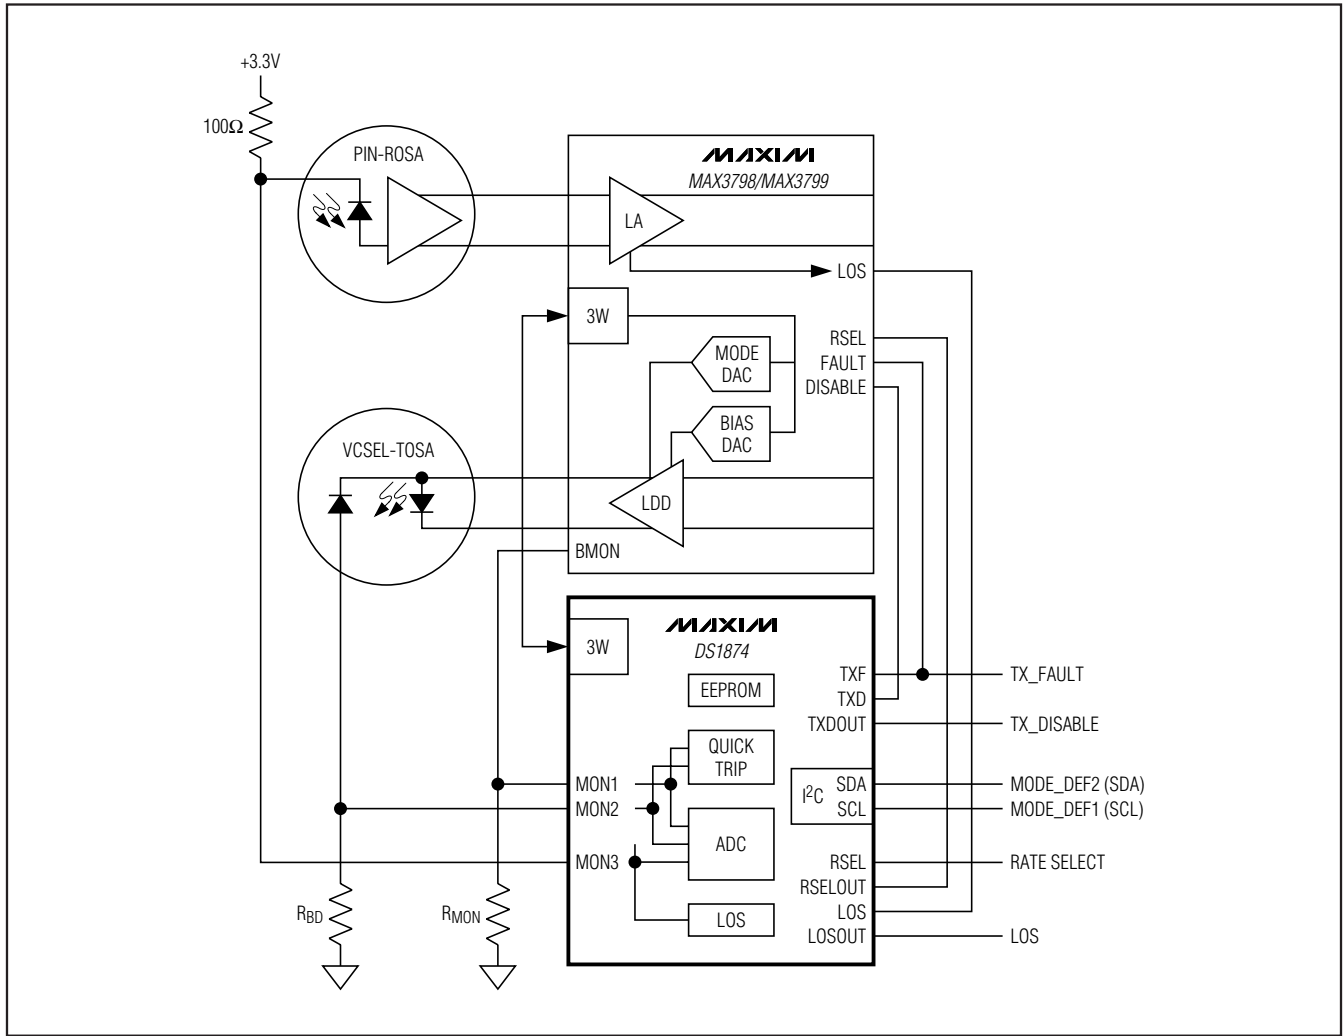 +3.3V
100Ω
PIN-ROSA
MAXIM
MAX3798/MAX3799
LA
LOS
3W
RSEL
MODE
DAC
FAULT
DISABLE
BIAS
DAC
VCSEL-TOSA
LDD
BMON
MAXIM
DS1874
3W
EEPROM
TXF
TX_FAULT
TXD
TXDOUT
TX_DISABLE
QUICK
TRIP
MON1
MON2
I²C
SDA
MODE_DEF2 (SDA)
SCL
MODE_DEF1 (SCL)
ADC
MON3
RSEL
RATE SELECT
RSELOUT
RBD
RMON
LOS
LOS
LOSOUT
LOS